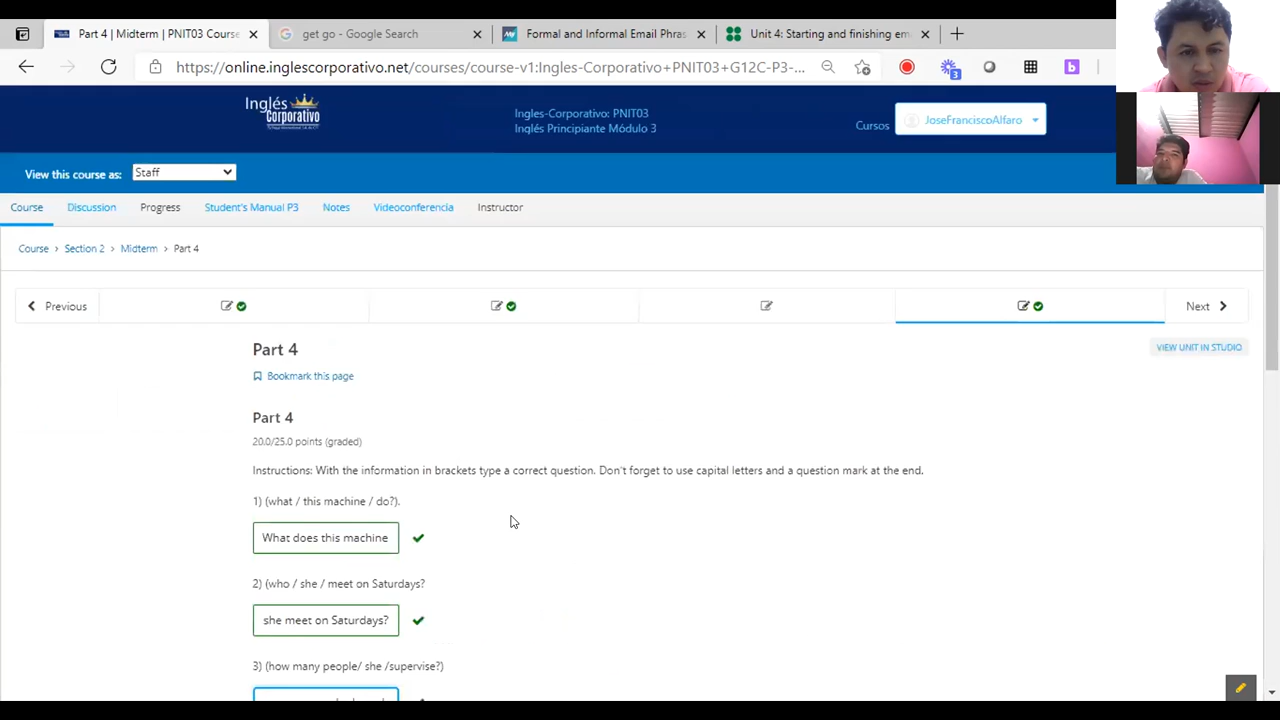 Part 4 | Midterm | PNIT03 Course
get go - Google Search
Formal and Informal Email Phras
Unit 4: Starting and finishing em
https://online.inglescorporativo.net/courses/course-v1:Ingles-Corporativo+PNIT03+G12C-P3-...
3
b
Inglés
Corporativo
Ingles-Corporativo: PNIT03
Inglés Principiante Módulo 3
Cursos
JoseFranciscoAlfaro
View this course as:
Staff
Course
Discussion
Progress
Student's Manual P3
Notes
Videoconferencia
Instructor
Course > Section 2 > Midterm > Part 4
Previous
Next
Part 4
VIEW UNIT IN STUDIO
Bookmark this page
Part 4
20.0/25.0 points (graded)
Instructions: With the information in brackets type a correct question. Don't forget to use capital letters and a question mark at the end.
1) (what / this machine / do?).
What does this machine
2) (who / she / meet on Saturdays?
she meet on Saturdays?
3) (how many people/ she /supervise?)